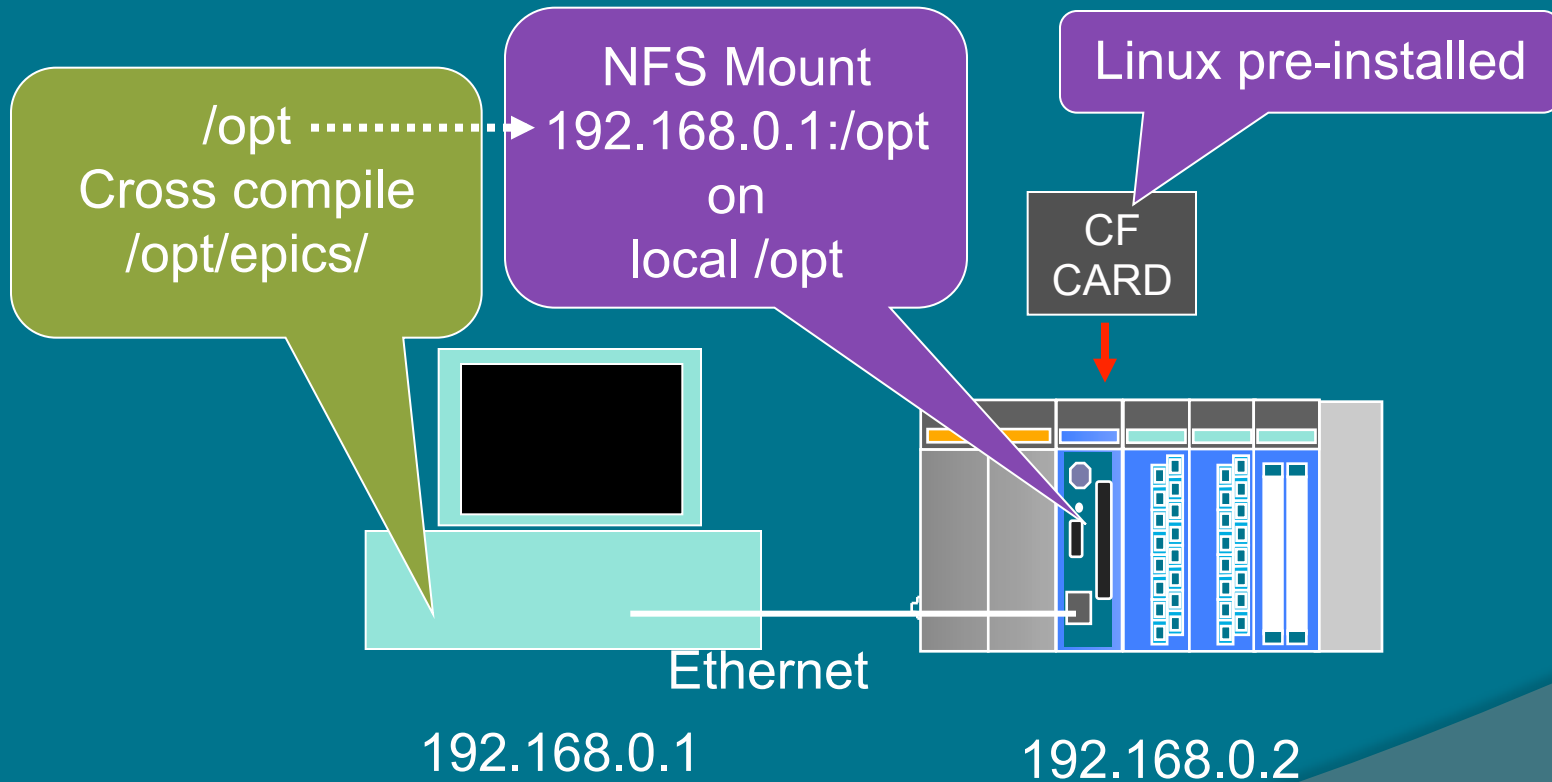 /opt
Cross compile
/opt/epics/
NFS Mount
192.168.0.1:/opt
on
local /opt
Linux pre-installed
CF
CARD
Ethernet
192.168.0.1
192.168.0.2